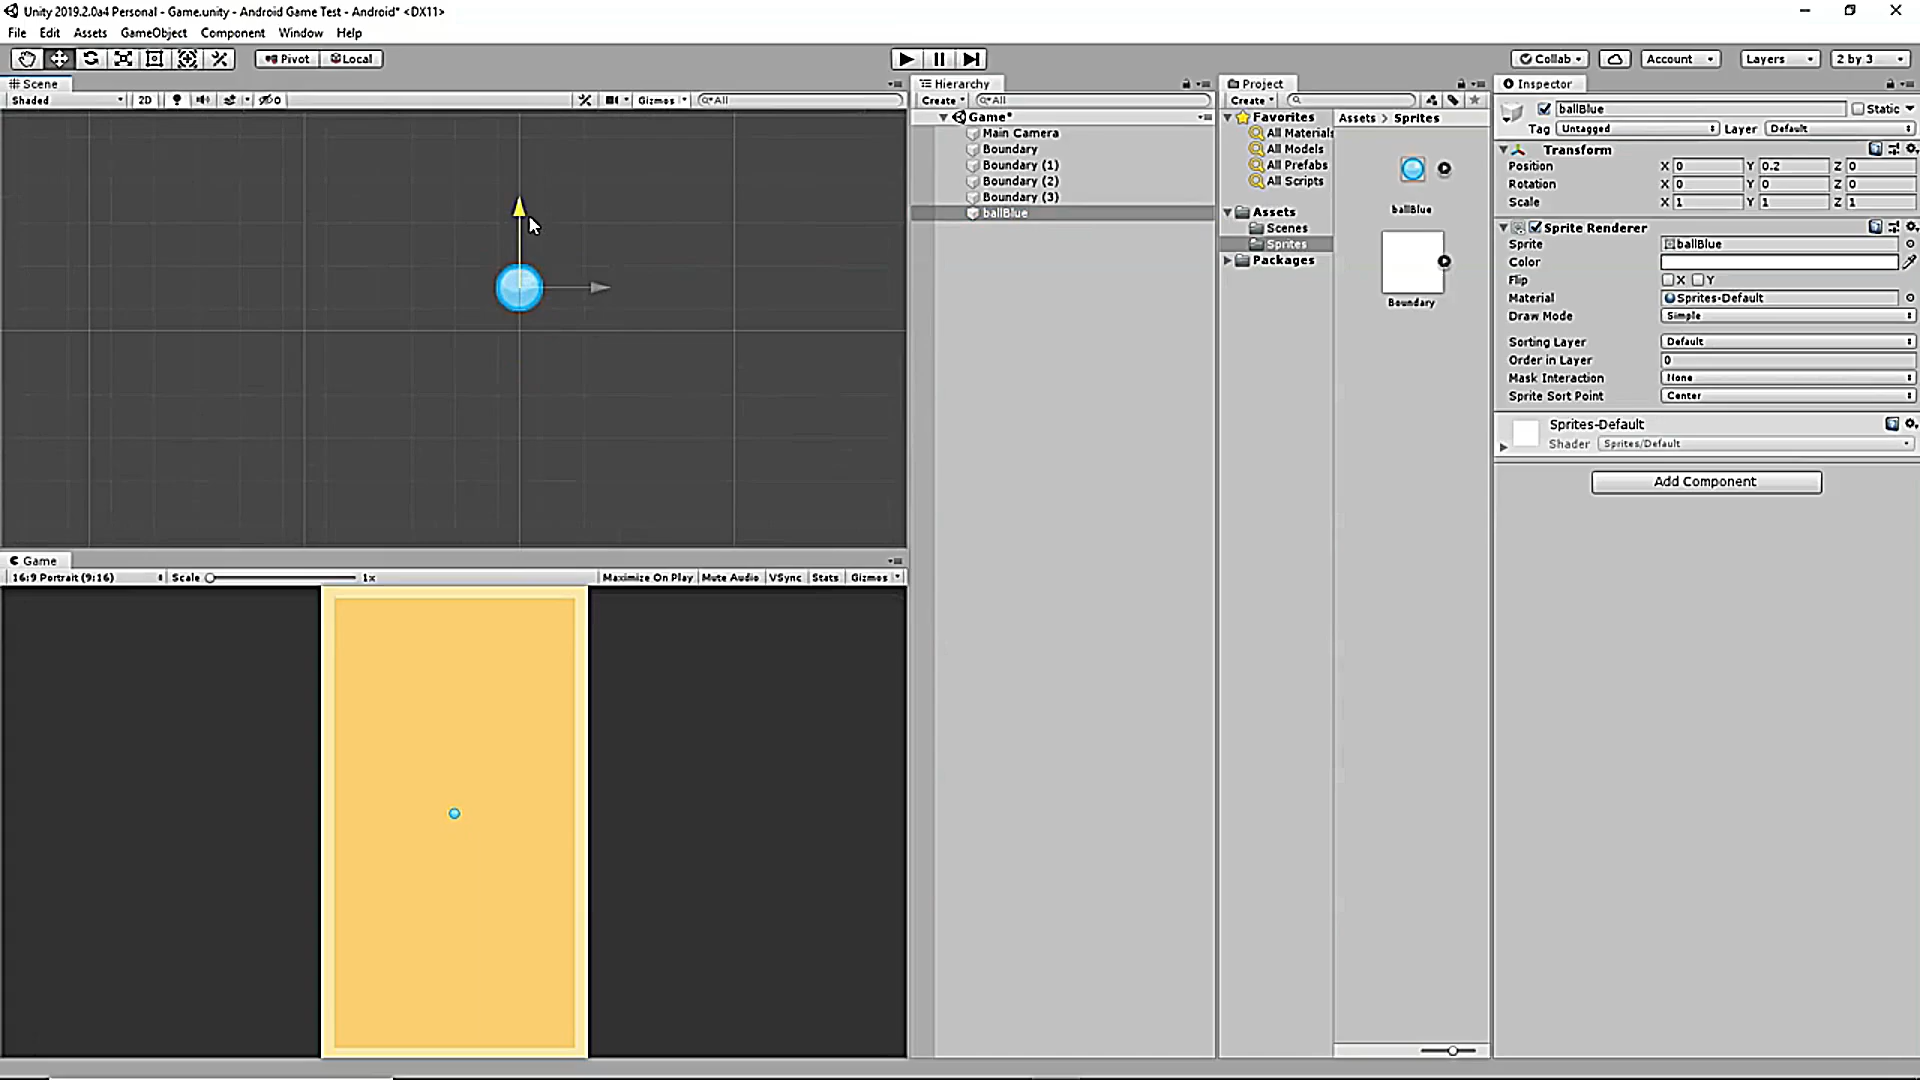 Unity 2019.2.0a4 Personal - Game.unity - Android Game Test - Android* <DX11>
File Edit Assets GameObject Component Window Help
Pivot Local
Collab Account Layers 2 by 3
Scene
Shaded 2D 0 Gizmos All
Hierarchy
Create All
Game*
Main Camera
Boundary
Boundary (1)
Boundary (2)
Boundary (3)
ballBlue
Project
Create
Favorites
All Materials
All Models
All Prefabs
All Scripts
Assets
Scenes
Sprites
Packages
Assets > Sprites
ballBlue
Boundary
Inspector
ballBlue Static
Tag Untagged Layer Default
Transform
Position X 0 Y 0.2 Z 0
Rotation X 0 Y 0 Z 0
Scale X 1 Y 1 Z 1
Sprite Renderer
Sprite ballBlue
Color
Flip X Y
Material Sprites-Default
Draw Mode Simple
Sorting Layer Default
Order in Layer 0
Mask Interaction None
Sprite Sort Point Center
Sprites-Default
Shader Sprites/Default
Add Component
Game
16:9 Portrait (9:16) Scale 1x Maximize On Play Mute Audio VSync Stats Gizmos